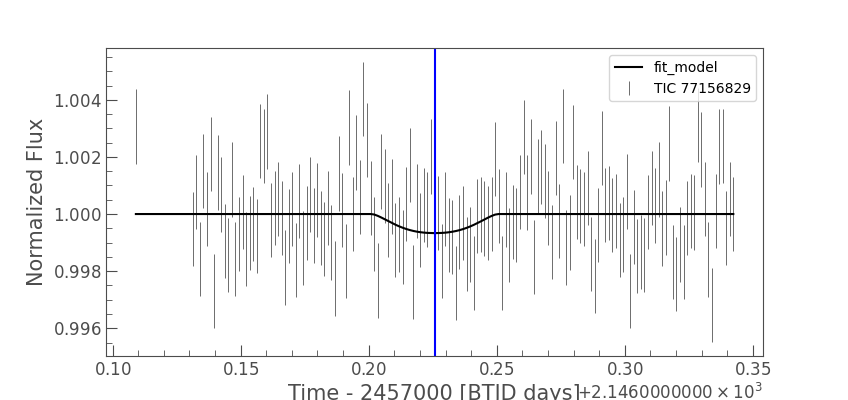 fit_model
TIC 77156829
Normalized Flux
1.004
1.002
1.000
0.998
0.996
0.10 0.15 0.20 0.25 0.30 0.35
Time - 2457000 [BTJD days]
+2.1460000000 × 10³